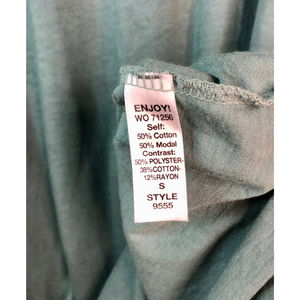 ENJOY!
WO 71256
Self:
50% Cotton
50% Modal
Contrast:
50% POLYSTER-
38%COTTON-
12%RAYON
S
STYLE
9555